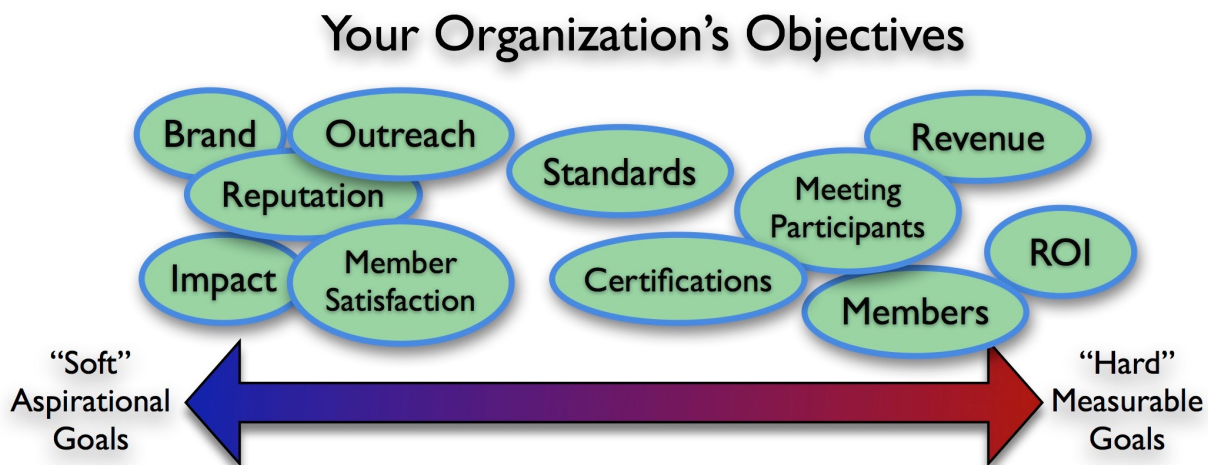 Your Organization's Objectives
Brand
Outreach
Reputation
Impact
Member
Satisfaction
Standards
Certifications
Meeting
Participants
Revenue
ROI
Members
“Soft”
Aspirational
Goals
“Hard”
Measurable
Goals